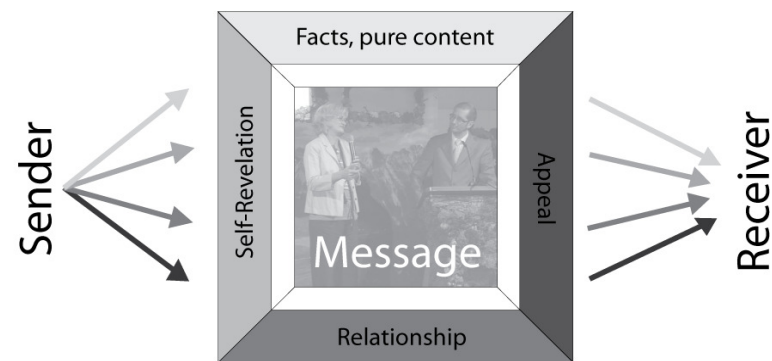 Facts, pure content
Sender
Self-Revelation
Message
Appeal
Receiver
Relationship